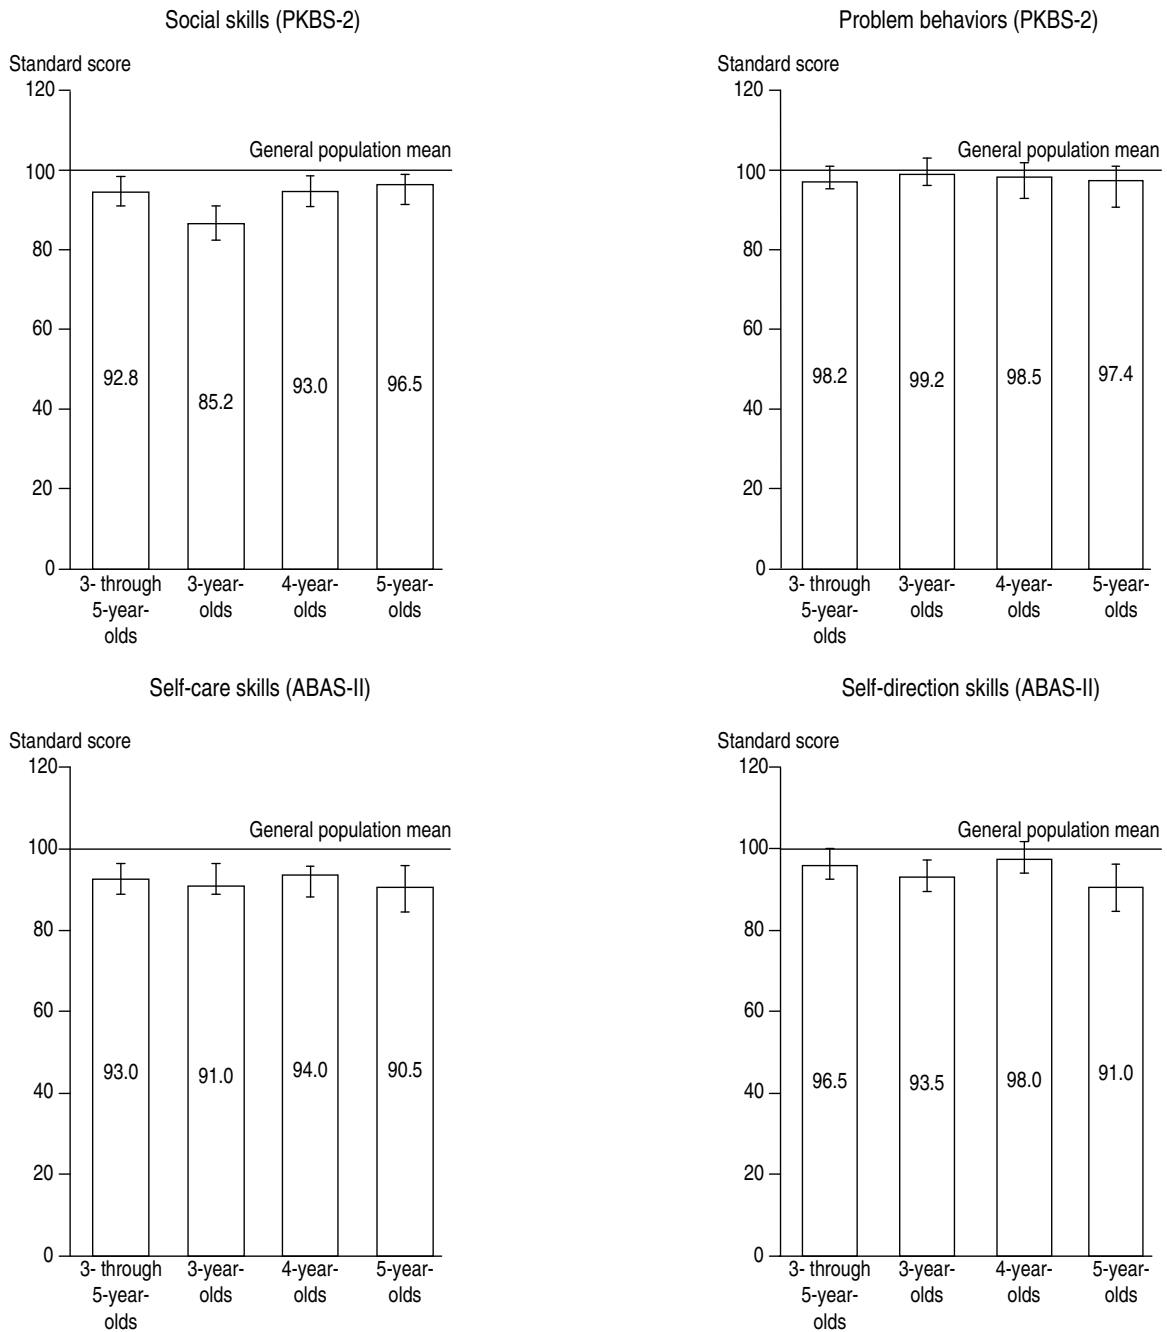 Social skills (PKBS-2)
Standard score
120
100
80
60
40
20
0
General population mean
92.8
85.2
93.0
96.5
3- through
5-year-
olds
3-year-
olds
4-year-
olds
5-year-
olds
Problem behaviors (PKBS-2)
Standard score
120
100
80
60
40
20
0
General population mean
98.2
99.2
98.5
97.4
3- through
5-year-
olds
3-year-
olds
4-year-
olds
5-year-
olds
Self-care skills (ABAS-II)
Standard score
120
100
80
60
40
20
0
General population mean
93.0
91.0
94.0
90.5
3- through
5-year-
olds
3-year-
olds
4-year-
olds
5-year-
olds
Self-direction skills (ABAS-II)
Standard score
120
100
80
60
40
20
0
General population mean
96.5
93.5
98.0
91.0
3- through
5-year-
olds
3-year-
olds
4-year-
olds
5-year-
olds